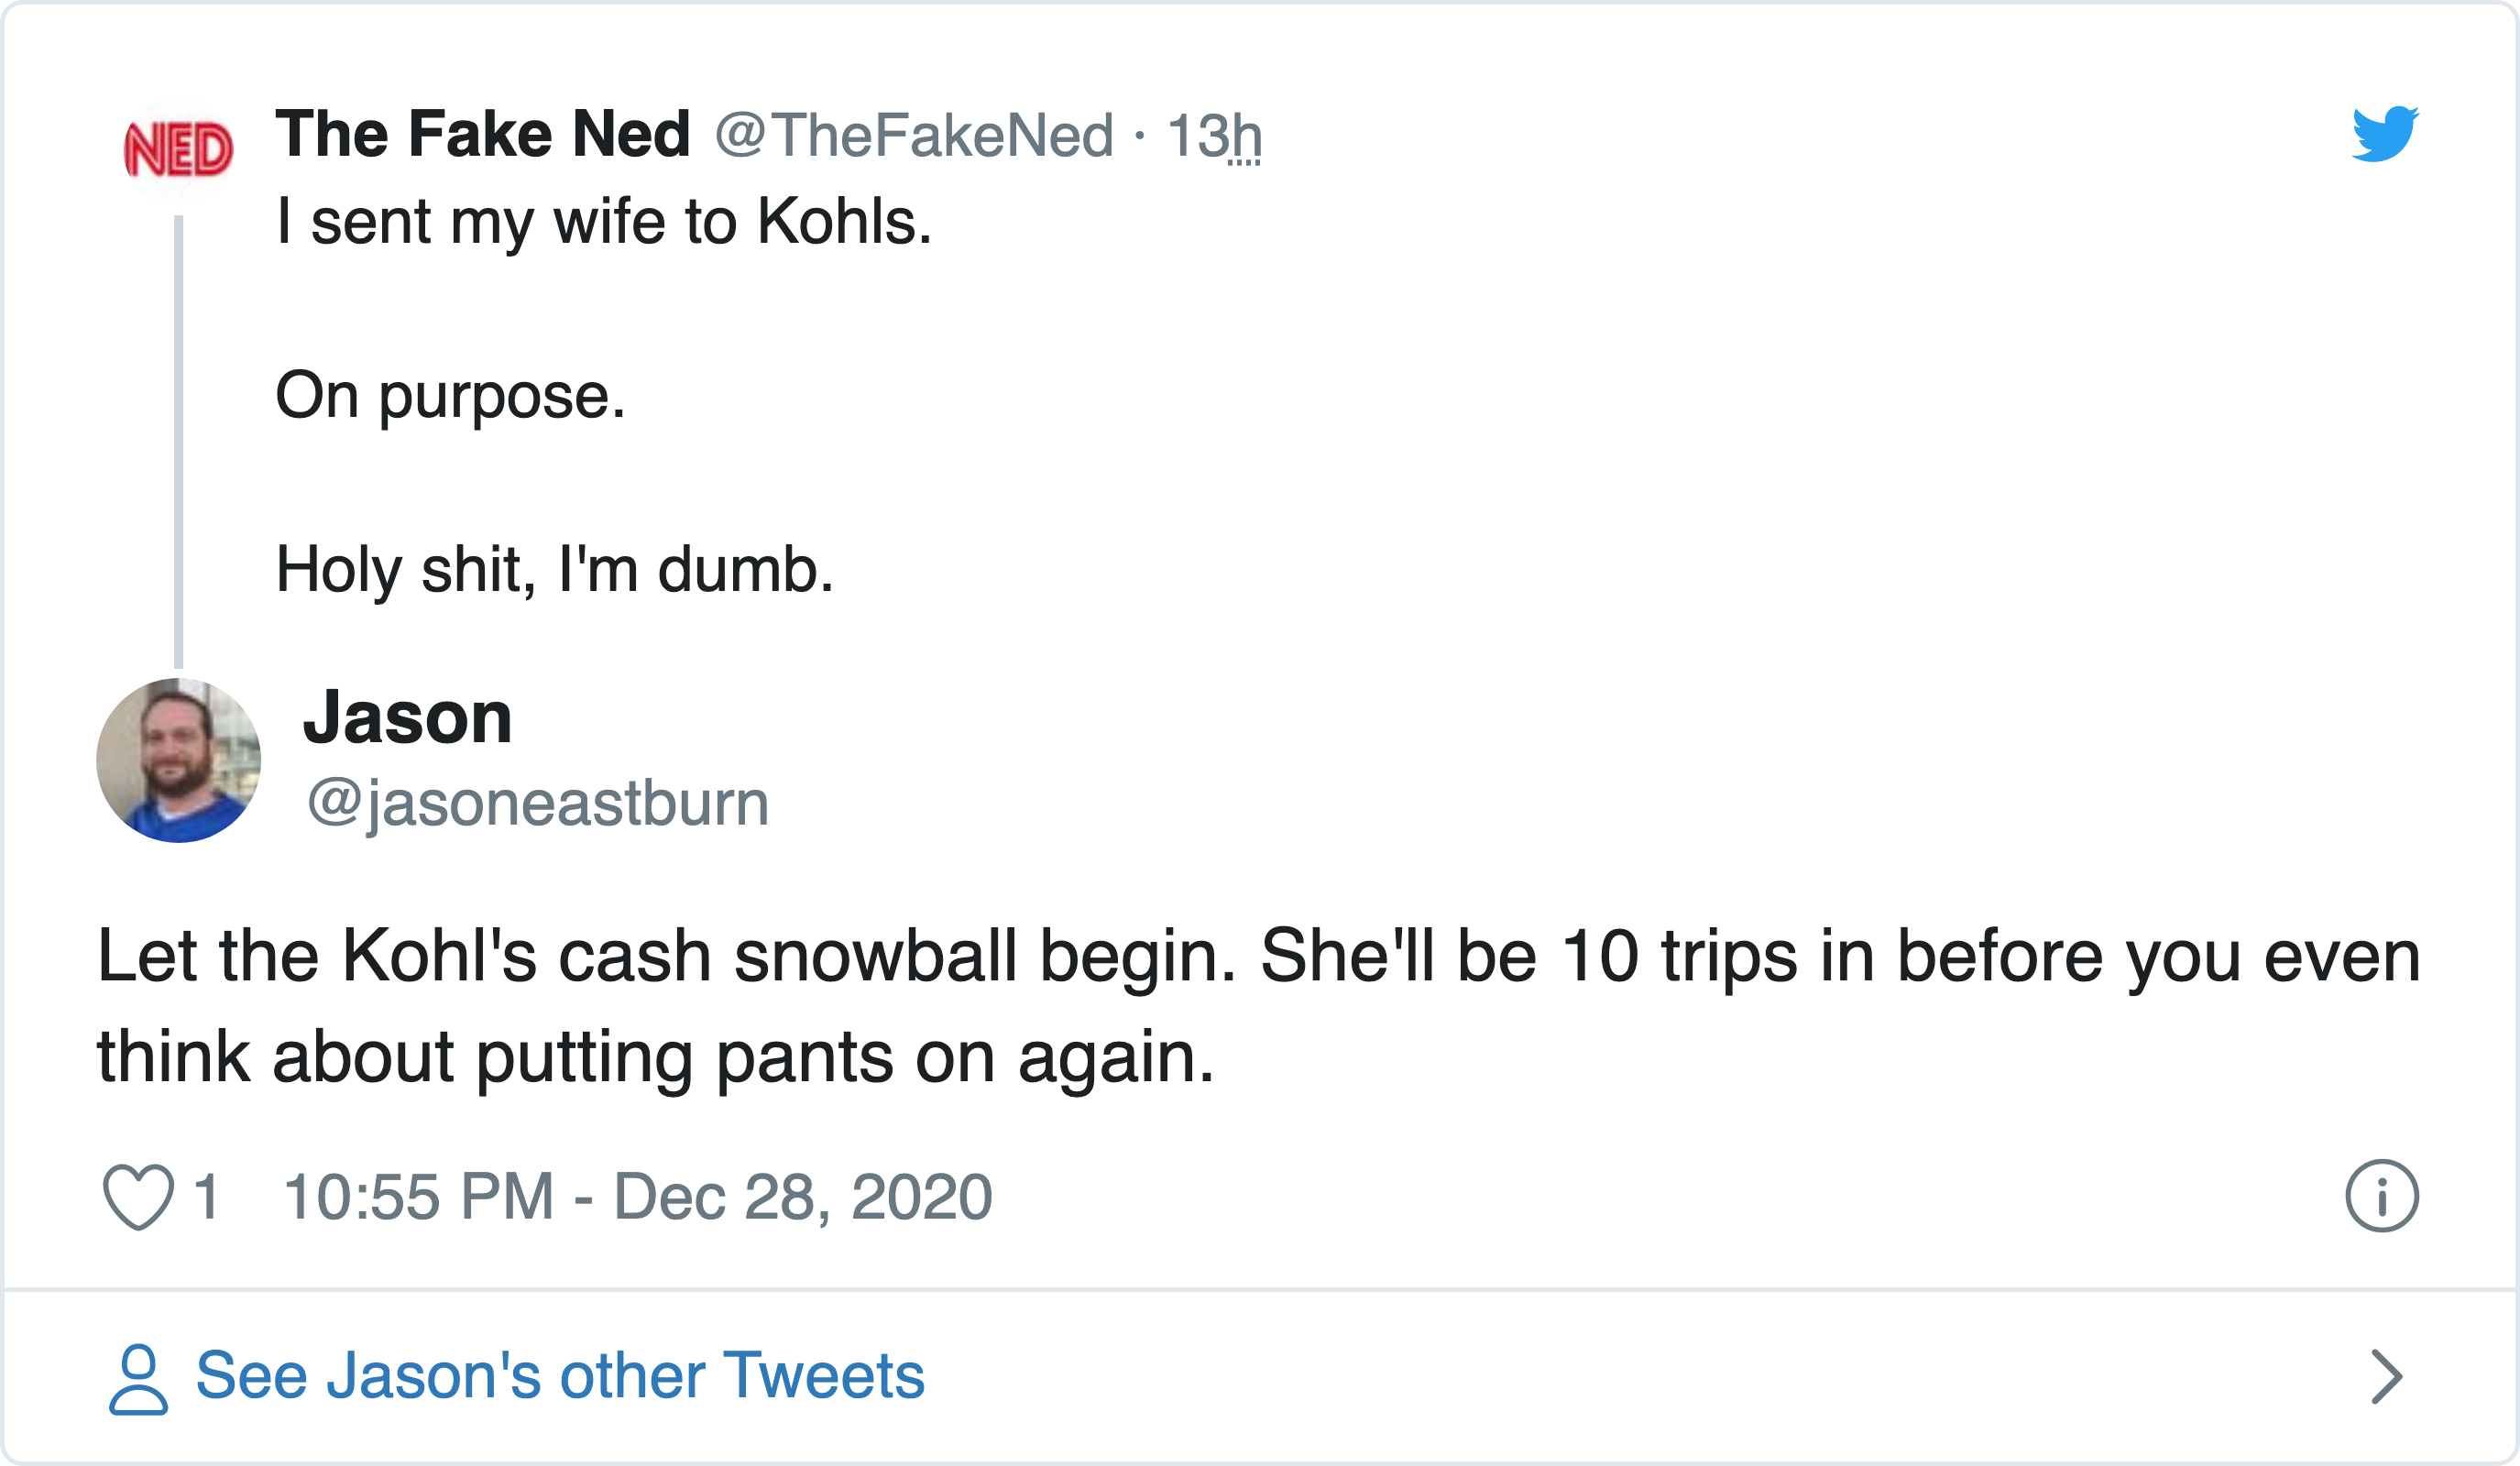 NED
The Fake Ned @TheFakeNed · 13h
I sent my wife to Kohls.
On purpose.
Holy shit, I'm dumb.
Jason
@jasoneastburn
Let the Kohl's cash snowball begin. She'll be 10 trips in before you even
think about putting pants on again.
1 10:55 PM - Dec 28, 2020
See Jason's other Tweets